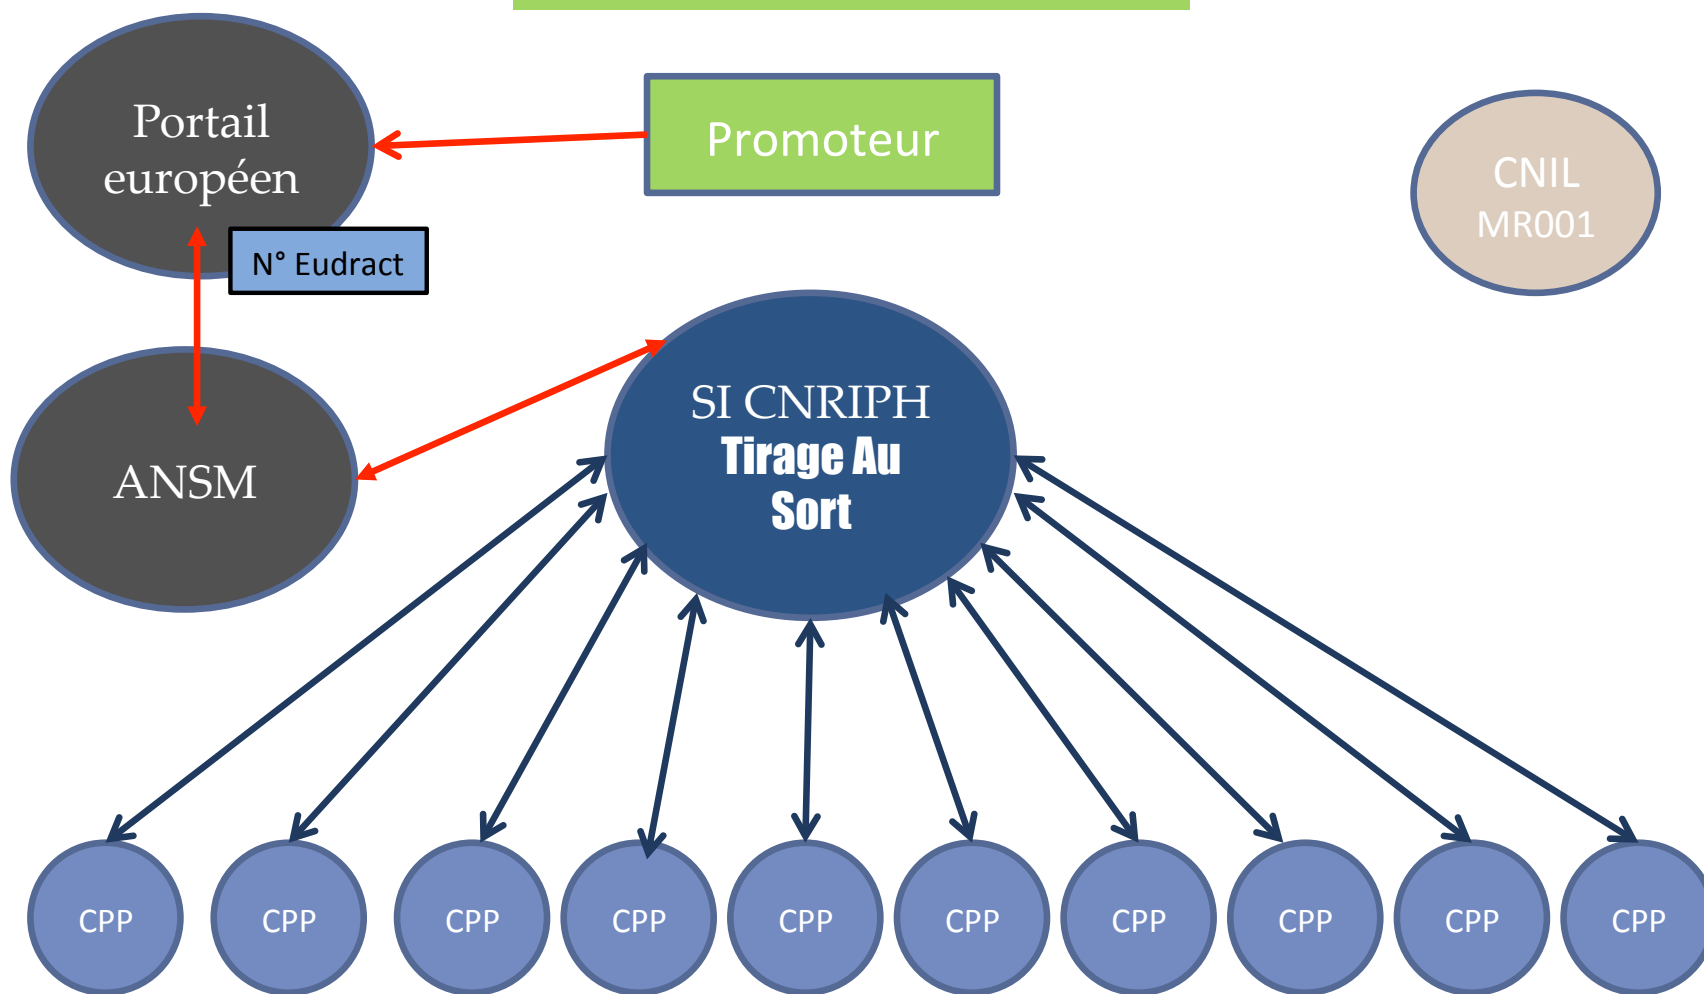 Portail
européen
Promoteur
CNIL
MR001
N° Eudract
ANSM
SI CNRIPH
Tirage Au
Sort
CPP
CPP
CPP
CPP
CPP
CPP
CPP
CPP
CPP
CPP